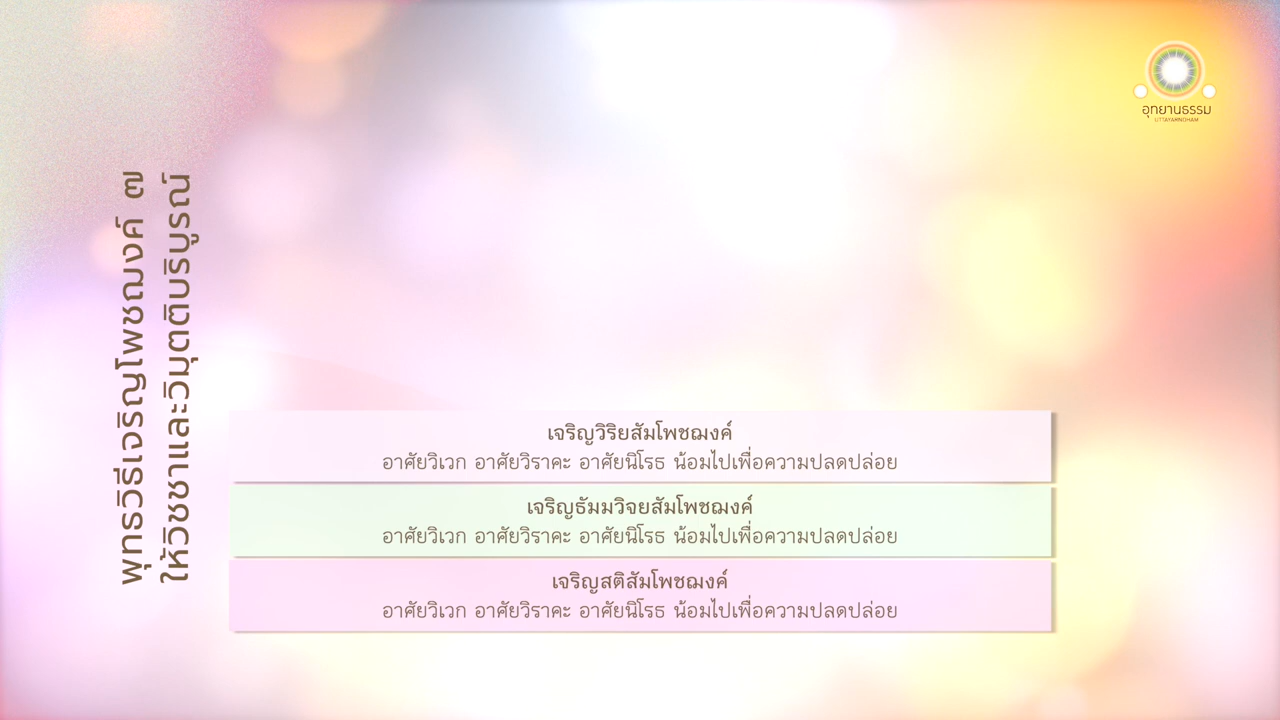 พุทธวิธีเจริญโพชฌงค์ ๗
ให้วิชชาและวิมุตติบริบูรณ์
อุทยานธรรม
UTTAYARNDHAM
เจริญวิริยสัมโพชฌงค์
อาศัยวิเวก อาศัยวิราคะ อาศัยนิโรธ น้อมไปเพื่อความปลดปล่อย
เจริญธัมมวิจยสัมโพชฌงค์
อาศัยวิเวก อาศัยวิราคะ อาศัยนิโรธ น้อมไปเพื่อความปลดปล่อย
เจริญสติสัมโพชฌงค์
อาศัยวิเวก อาศัยวิราคะ อาศัยนิโรธ น้อมไปเพื่อความปลดปล่อย